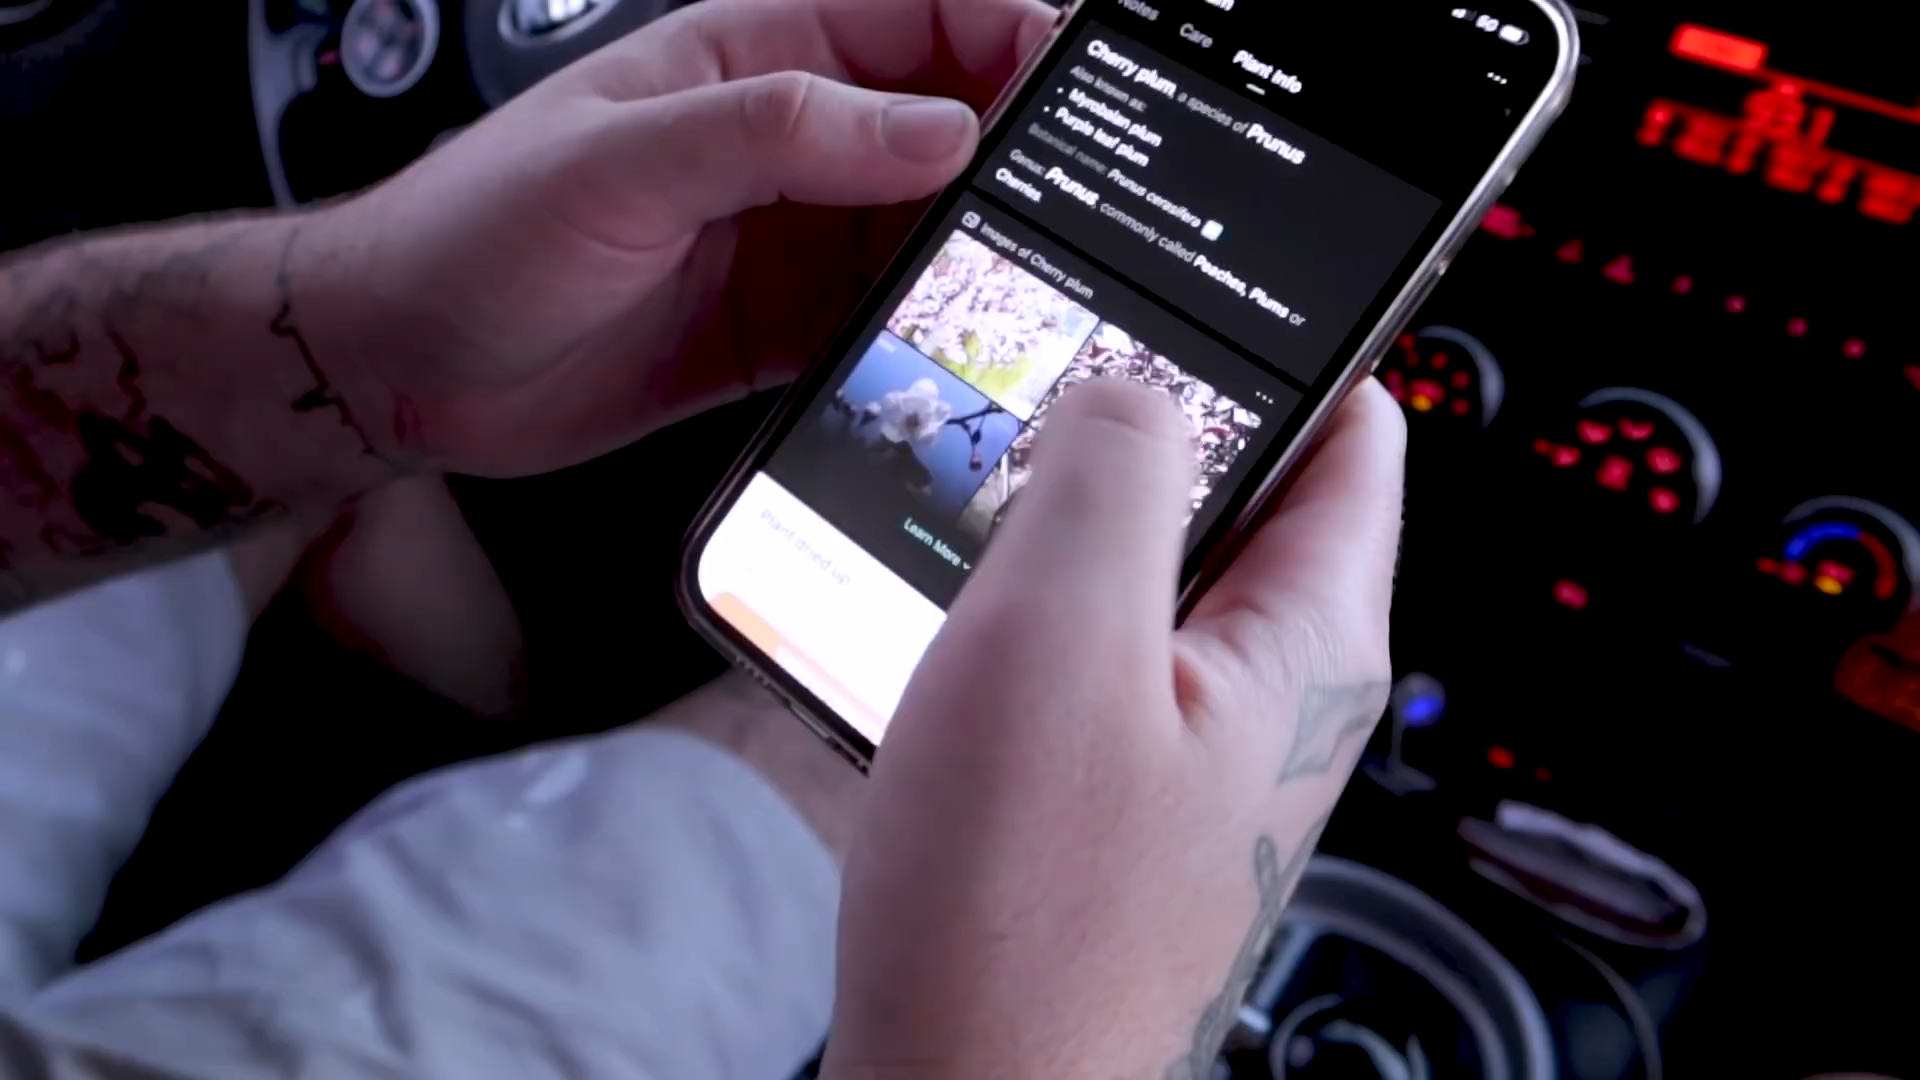 5G
Notes Care Plant Info
Cherry plum, a species of Prunus
Also known as:
• Myrobalan plum
• Purple leaf plum
Botanical name: Prunus cerasifera
Genus: Prunus, commonly called Peaches, Plums or
Cherries
Images of Cherry plum
Learn More
Plant dried up